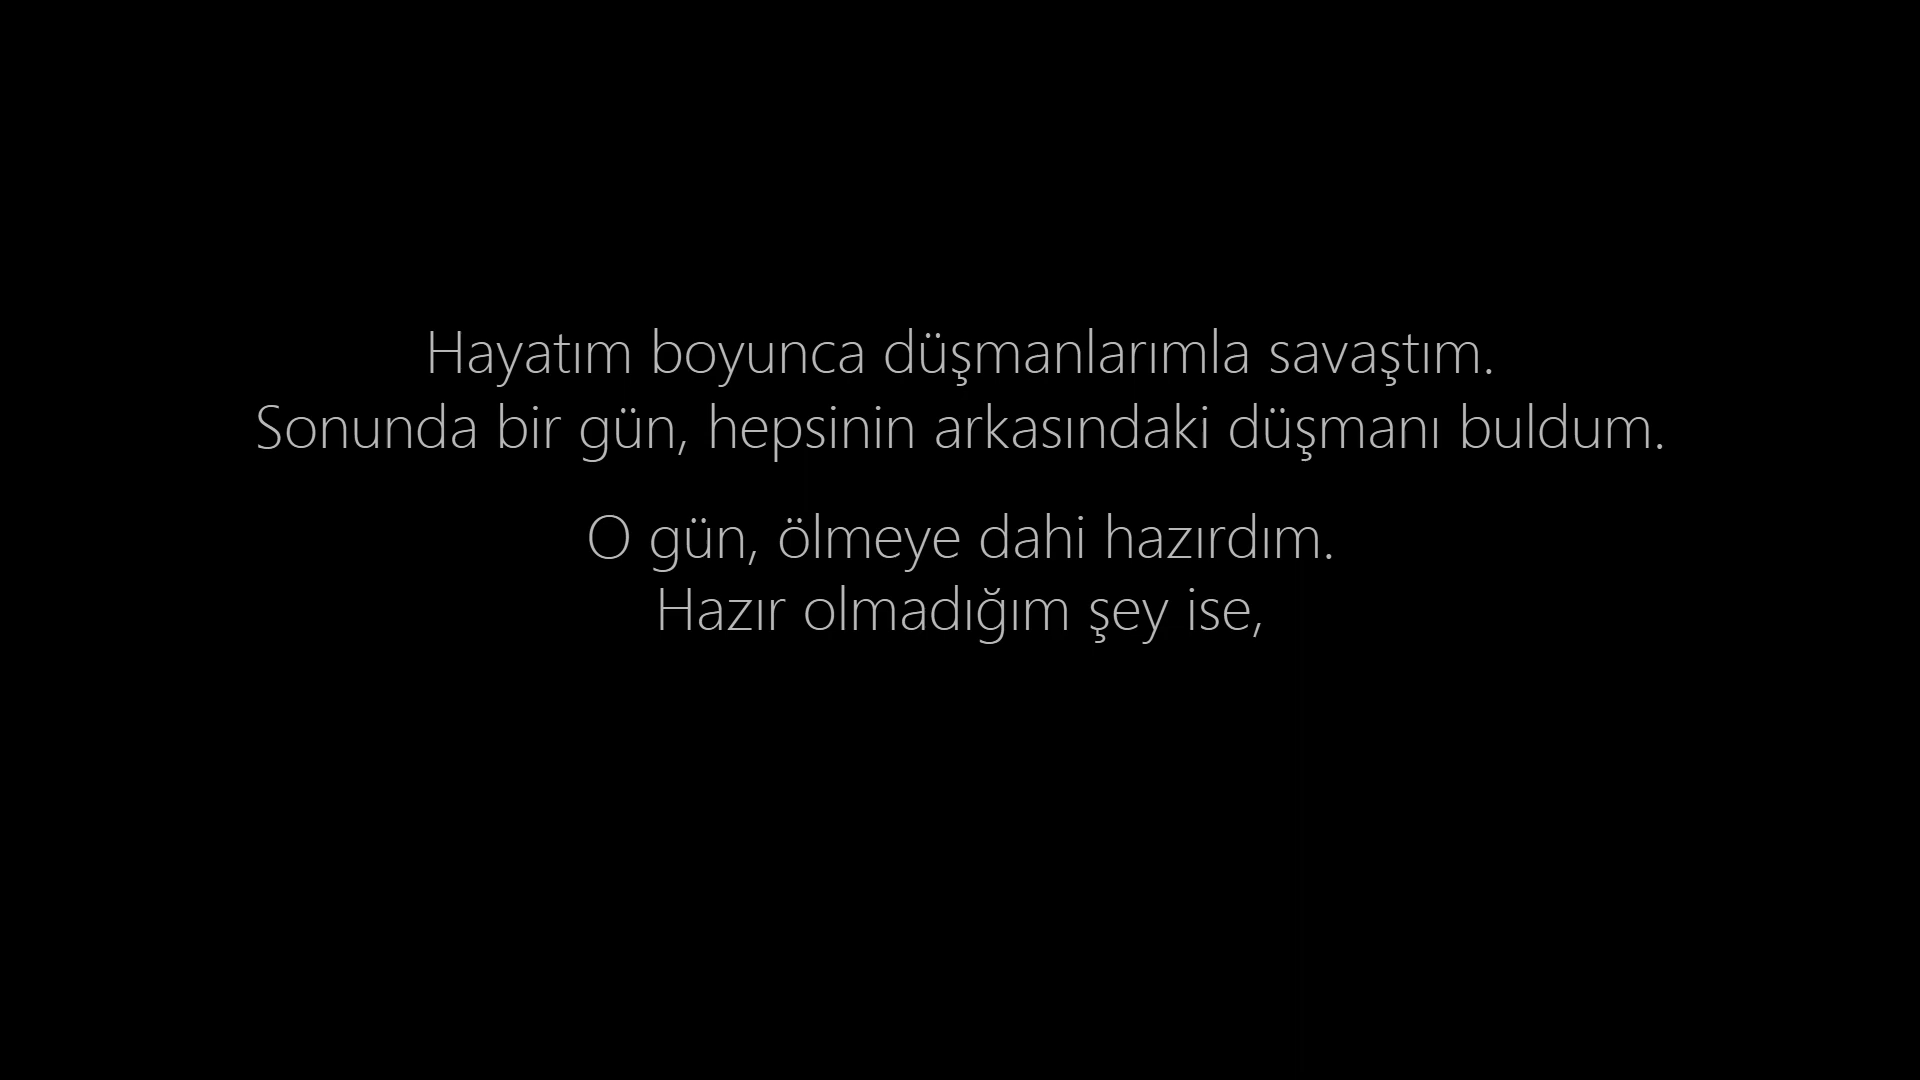 Hayatım boyunca düşmanlarımla savaştım.
Sonunda bir gün, hepsinin arkasındaki düşmanı buldum.
O gün, ölmeye dahi hazırdım.
Hazır olmadığım şey ise,